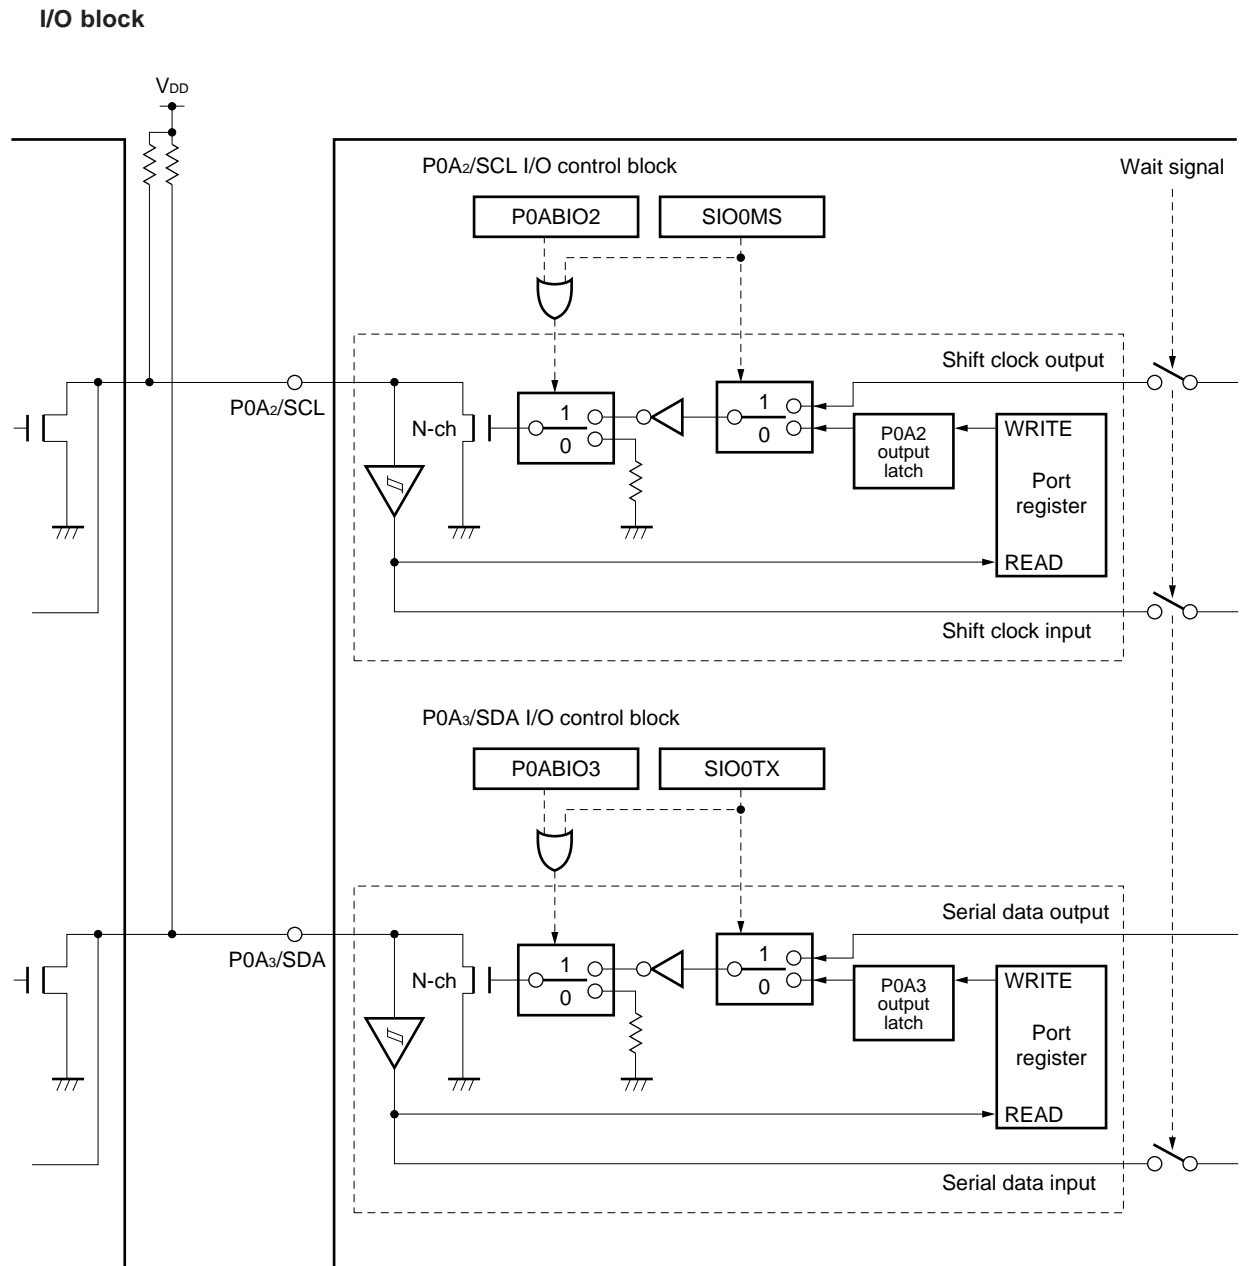 I/O block
VDD
P0A2/SCL I/O control block
Wait signal
P0ABIO2
SIO0MS
Shift clock output
P0A2/SCL
N-ch
1
0
1
0
P0A2
output
latch
WRITE
Port
register
READ
Shift clock input
P0A3/SDA I/O control block
P0ABIO3
SIO0TX
Serial data output
P0A3/SDA
N-ch
1
0
1
0
P0A3
output
latch
WRITE
Port
register
READ
Serial data input